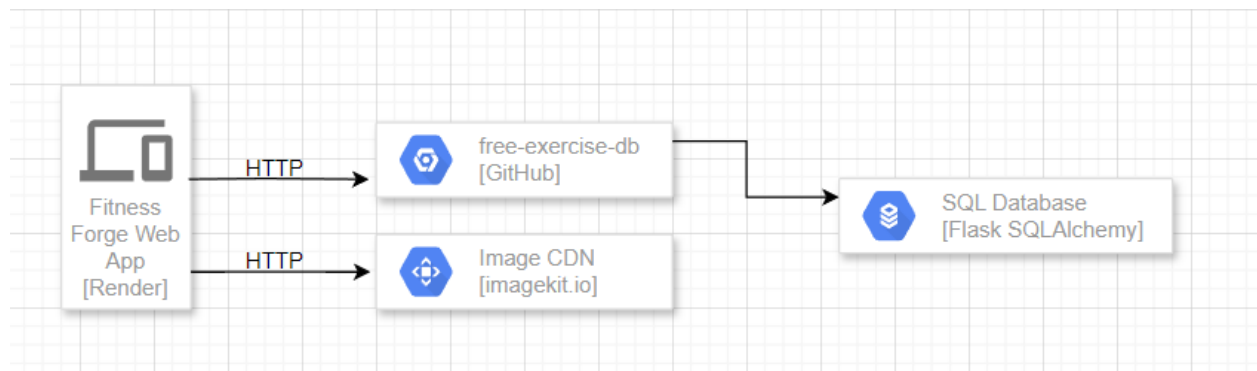 Fitness
Forge Web
App
[Render]
HTTP
HTTP
free-exercise-db
[GitHub]
Image CDN
[imagekit.io]
SQL Database
[Flask SQLAlchemy]